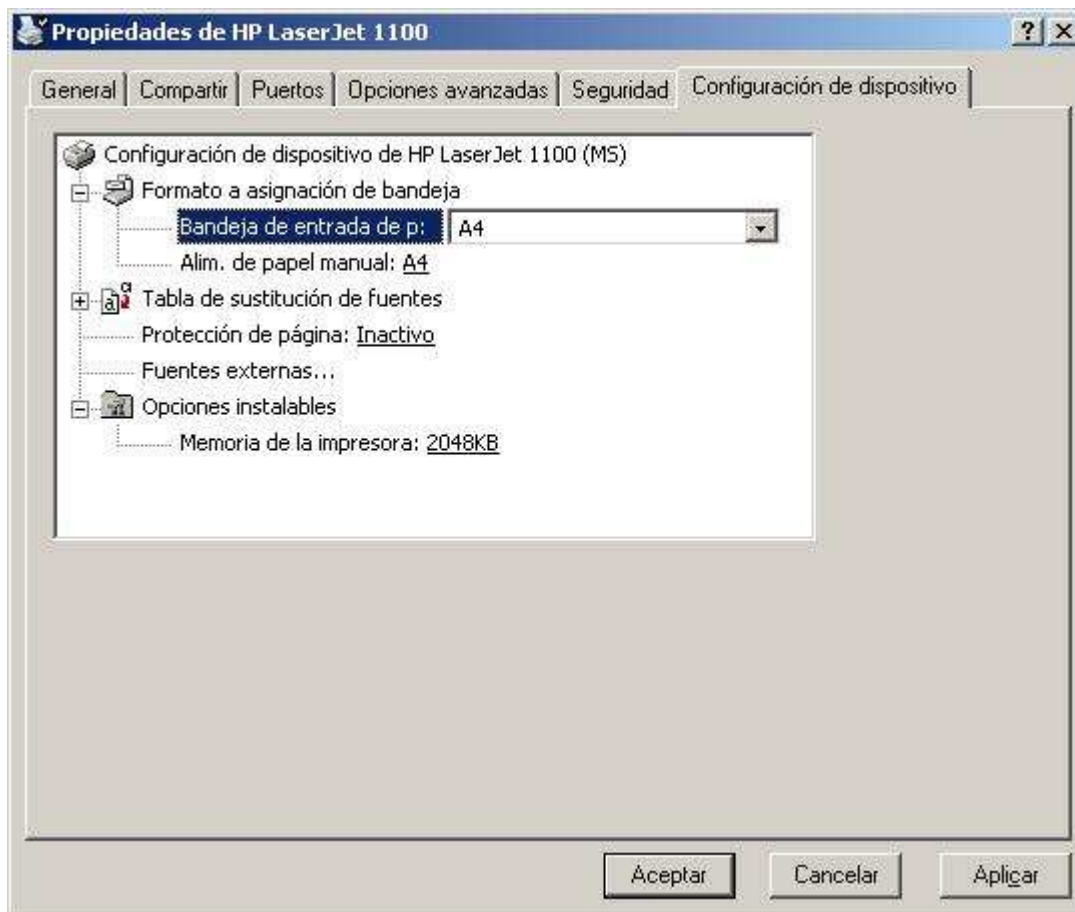 Propiedades de HP LaserJet 1100
General Compartir Puertos Opciones avanzadas Seguridad Configuración de dispositivo
Configuración de dispositivo de HP LaserJet 1100 (MS)
Formato a asignación de bandeja
Bandeja de entrada de p: A4
Alim. de papel manual: A4
Tabla de sustitución de fuentes
Protección de página: Inactivo
Fuentes externas...
Opciones instalables
Memoria de la impresora: 2048KB
Aceptar Cancelar Aplicar